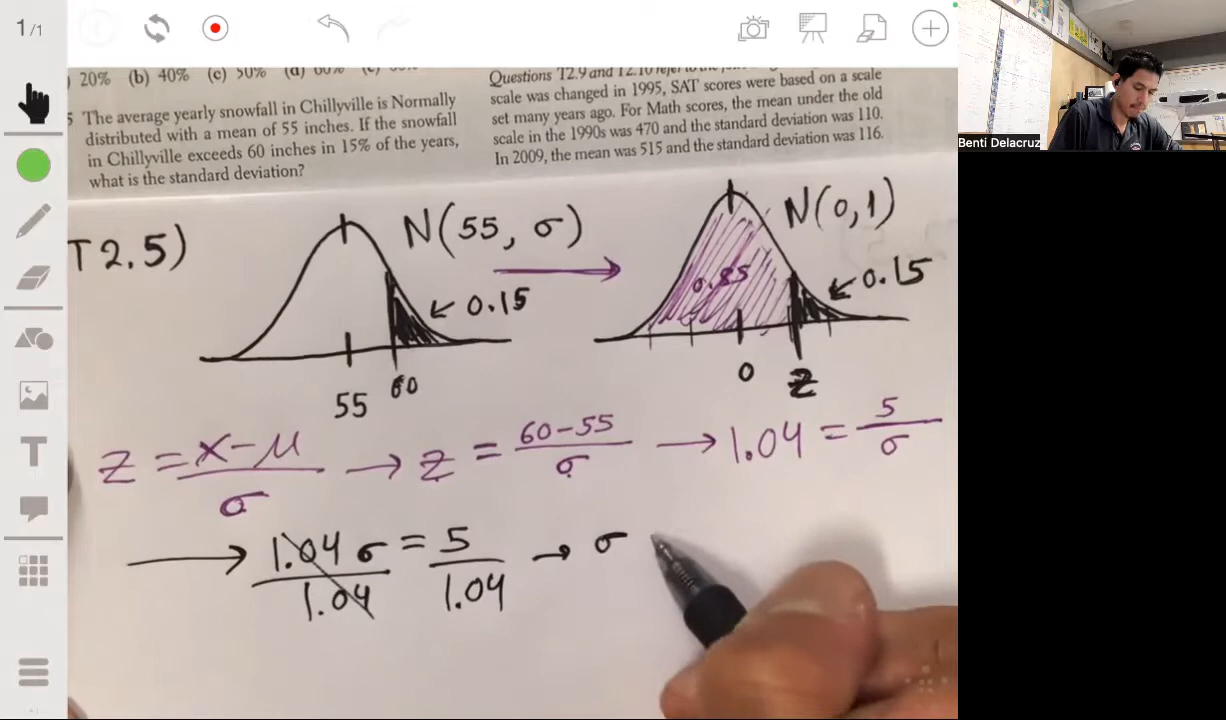 1/1
20% (b) 40% (c) 50%
The average yearly snowfall in Chillyville is Normally
distributed with a mean of 55 inches. If the snowfall
in Chillyville exceeds 60 inches in 15% of the years,
what is the standard deviation?
Questions T2.9 and T2.10 refer to the
scale was changed in 1995, SAT scores were based on a scale
set many years ago. For Math scores, the mean under the old
scale in the 1990s was 470 and the standard deviation was 110.
In 2009, the mean was 515 and the standard deviation was 116.
Benti Delacruz
T 2.5)
N(55, σ)
0.15
55
60
N(0,1)
0.85
0.15
0
Z
Z = X-μ/σ → Z = 60-55/σ → 1.04 = 5/σ
→ 1.04 σ/1.04 = 5/1.04 → σ
T